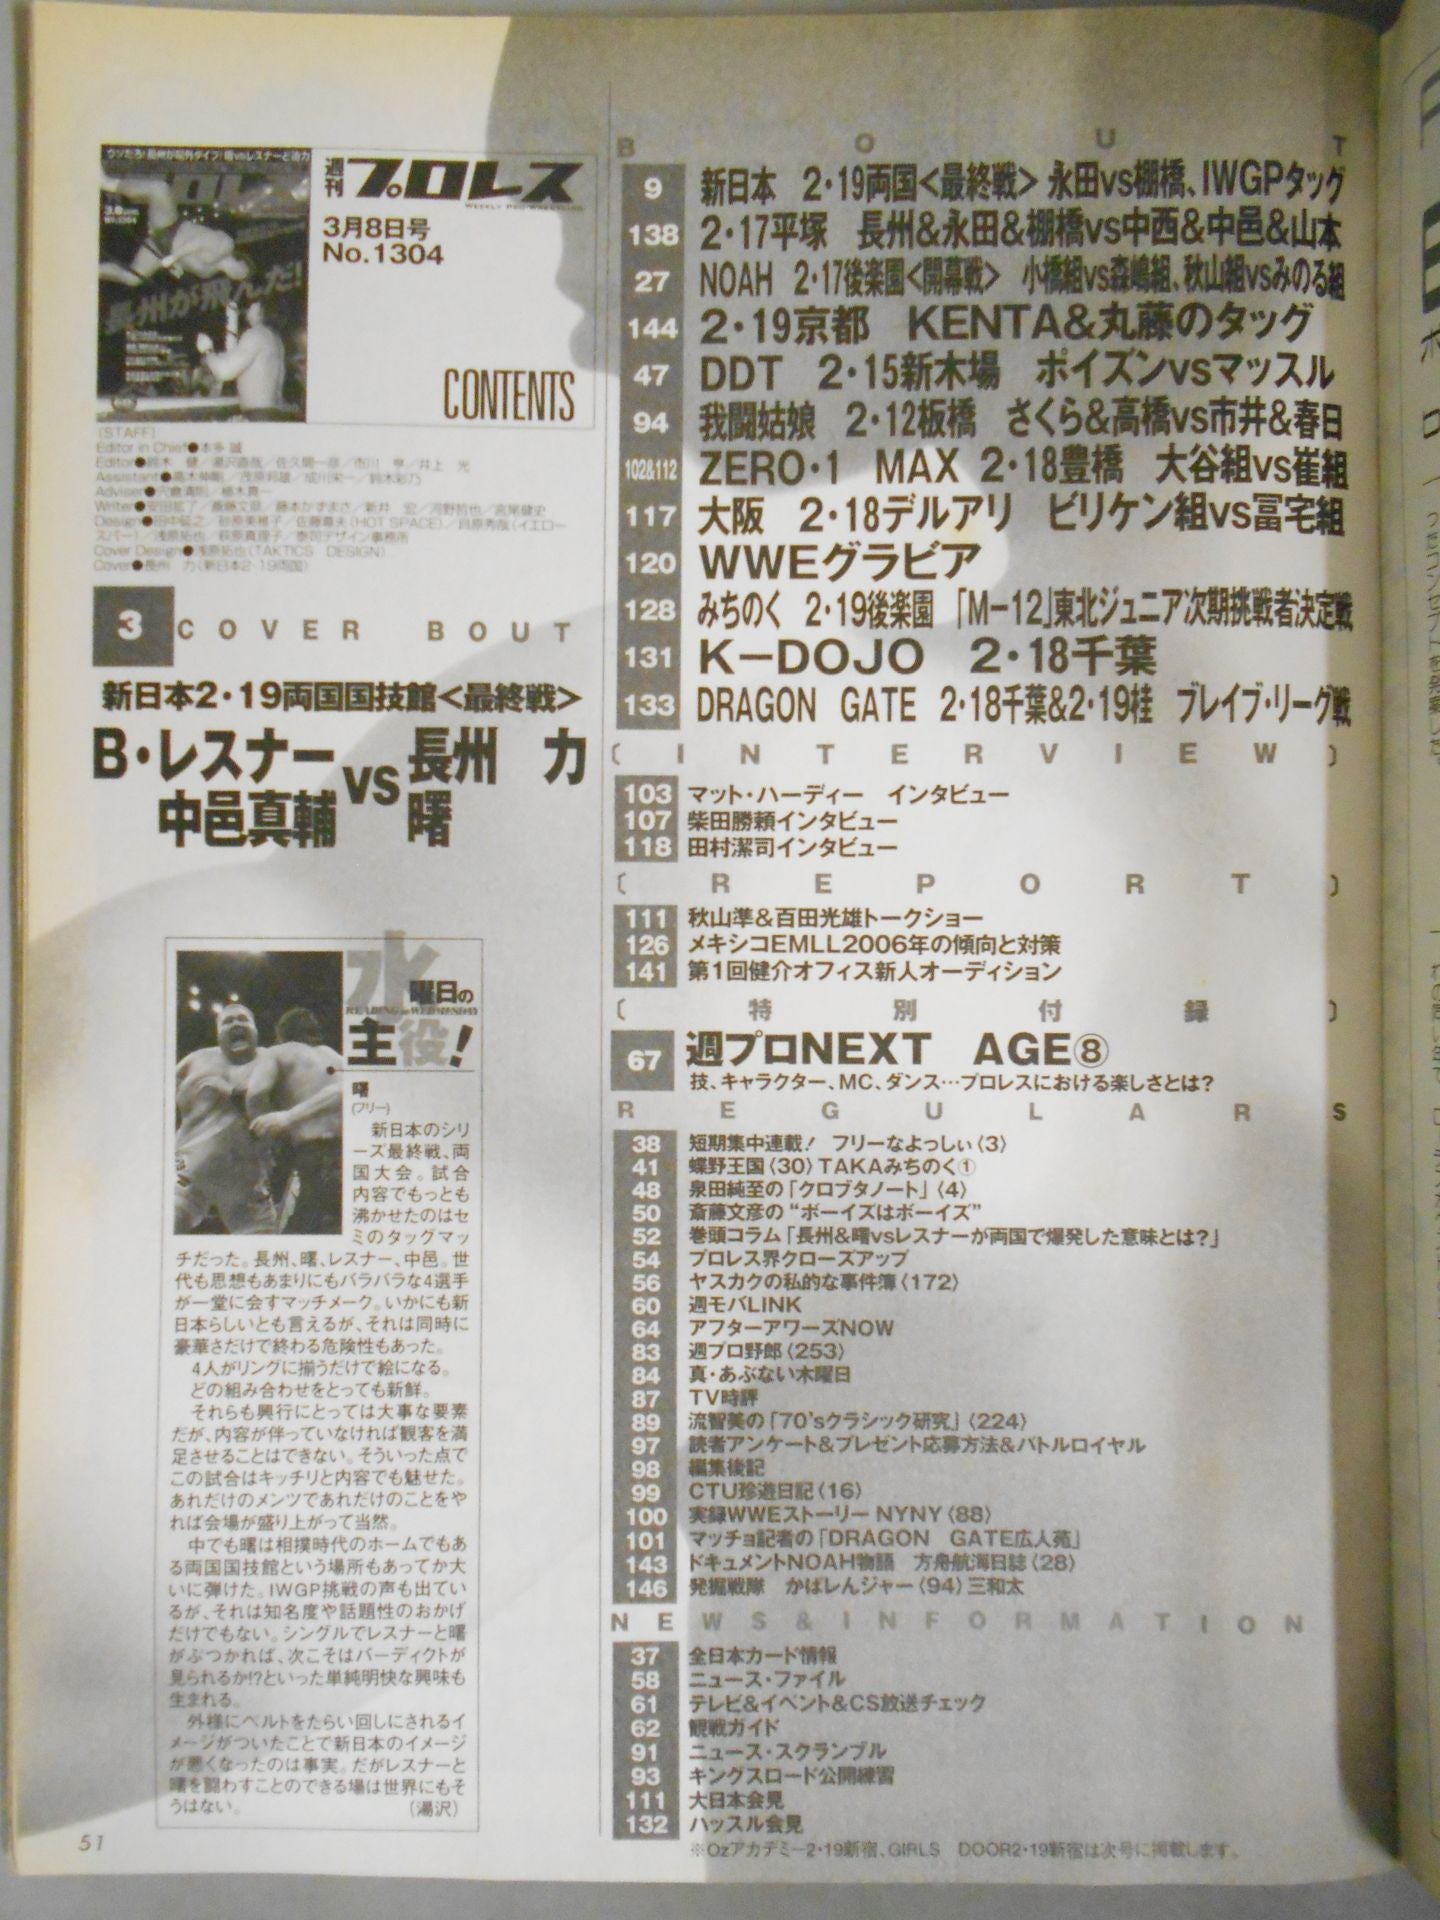 週刊プロレス
WEEKLY PRO-WRESTLING
3月8日号
No.1304
長州が飛んだ!
CONTENTS
[STAFF]
Editor in Chief●本多 誠
Cover Design●浅原拓也(TAKTICS DESIGN)
Cover●長州 力(新日本2・19両国)
3 COVER BOUT
新日本2・19両国国技館<最終戦>
B・レスナー
中邑真輔
vs
長州 力
曙
水曜日の
READING is WEDNESDAY
主役!
曙
(フリー)
新日本のシリ
ーズ最終戦、両
国大会。試合
内容でもっとも
沸かせたのはセ
ミのタッグマッ
チだった。長州、曙、レスナー、中邑。世
代も思想もあまりにもバラバラな4選手
が一堂に会すマッチメーク。いかにも新
日本らしいとも言えるが、それは同時に
豪華さだけで終わる危険性もあった。
4人がリングに揃うだけで絵になる。
どの組み合わせをとっても新鮮。
それらも興行にとっては大事な要素
だが、内容が伴っていなければ観客を満
足させることはできない。そういった点で
この試合はキッチリと内容でも魅せた。
あれだけのメンツであれだけのことをや
れば会場が盛り上がって当然。
中でも曙は相撲時代のホームでもあ
る両国国技館という場所もあってか大
いに弾けた。IWGP挑戦の声も出てい
るが、それは知名度や話題性のおかげ
だけでもない。シングルでレスナーと曙
がぶつかれば、次こそはバーディクトが
見られるか!?といった単純明快な興味も
生まれる。
外様にベルトをたらい回しにされるイ
メージがついたことで新日本のイメージ
が悪くなったのは事実。だがレスナーと
曙を闘わすことのできる場は世界にもそ
うはない。 (湯沢)
51
BOUT
9 新日本 2・19両国<最終戦> 永田vs棚橋、IWGPタッグ
138 2・17平塚 長州&永田&棚橋vs中西&中邑&山本
27 NOAH 2・17後楽園<開幕戦> 小橋組vs森嶋組、秋山組vsみのる組
144 2・19京都 KENTA&丸藤のタッグ
47 DDT 2・15新木場 ポイズンvsマッスル
94 我闘姑娘 2・12板橋 さくら&高橋vs市井&春日
102&112 ZERO・1 MAX 2・18豊橋 大谷組vs崔組
117 大阪 2・18デルアリ ビリケン組vs冨宅組
120 WWEグラビア
128 みちのく 2・19後楽園 「M−12」東北ジュニア次期挑戦者決定戦
131 K−DOJO 2・18千葉
133 DRAGON GATE 2・18千葉&2・19桂 ブレイブ・リーグ戦
[INTERVIEW]
103 マット・ハーディー インタビュー
107 柴田勝頼インタビュー
118 田村潔司インタビュー
[REPORT]
111 秋山準&百田光雄トークショー
126 メキシコEMLL2006年の傾向と対策
141 第1回健介オフィス新人オーディション
[特別付録]
67 週プロNEXT AGE⑧
技、キャラクター、MC、ダンス…プロレスにおける楽しさとは?
REGULARS
38 短期集中連載! フリーなよっしぃ〈3〉
41 蝶野王国〈30〉TAKAみちのく①
48 泉田純至の「クロブタノート」〈4〉
50 斎藤文彦の“ボーイズはボーイズ”
52 巻頭コラム「長州&曙vsレスナーが両国で爆発した意味とは?」
54 プロレス界クローズアップ
56 ヤスカクの私的な事件簿〈172〉
60 週モバLINK
64 アフターアワーズNOW
83 週プロ野郎〈253〉
84 真・あぶない木曜日
87 TV時評
89 流智美の「70'sクラシック研究」〈224〉
97 読者アンケート&プレゼント応募方法&バトルロイヤル
98 編集後記
99 CTU珍遊日記〈16〉
100 実録WWEストーリー NYNY〈88〉
101 マッチョ記者の「DRAGON GATE広人苑」
143 ドキュメントNOAH物語 方舟航海日誌〈28〉
146 発掘戦隊 かばしんジャー〈94〉三和太
NEWS&INFORMATION
37 全日本カード情報
58 ニュース・ファイル
61 テレビ&イベント&CS放送チェック
62 観戦ガイド
91 ニュース・スクランブル
93 キングスロード公開練習
111 大日本会見
132 ハッスル会見
※Ozアカデミー2・19新宿、GIRLS DOOR2・19新宿は次号に掲載します。